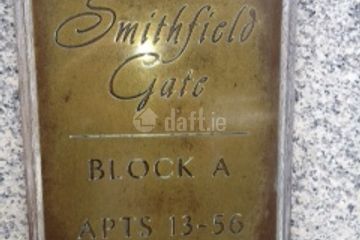 Smithfield
Gate
daft.ie
BLOCK A
APTS 13-56